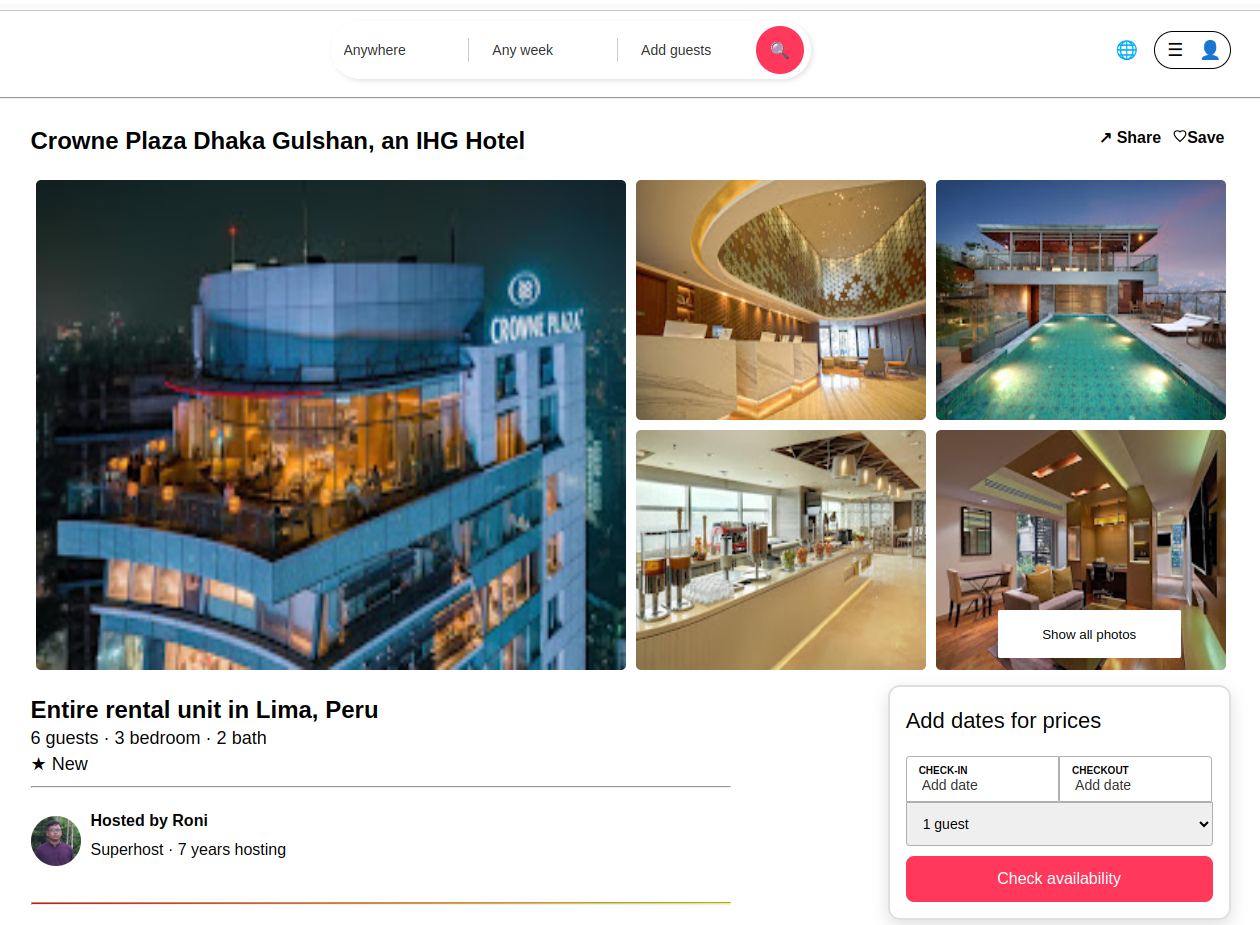 Anywhere
Any week
Add guests
Crowne Plaza Dhaka Gulshan, an IHG Hotel
↗ Share
♡Save
CROWNE PLAZA
Show all photos
Entire rental unit in Lima, Peru
6 guests · 3 bedroom · 2 bath
★ New
Hosted by Roni
Superhost · 7 years hosting
Add dates for prices
CHECK-IN
Add date
CHECKOUT
Add date
1 guest
Check availability